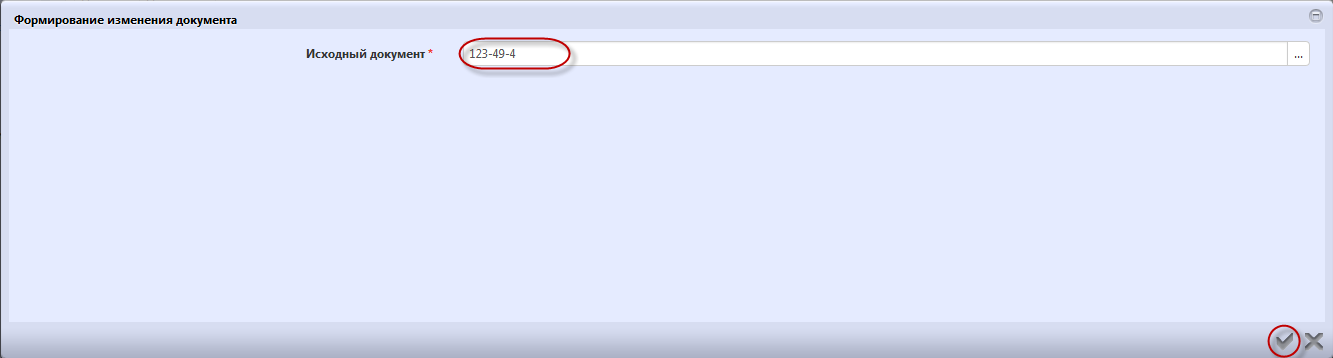 Формирование изменения документа
Исходный документ * 123-49-4 ...